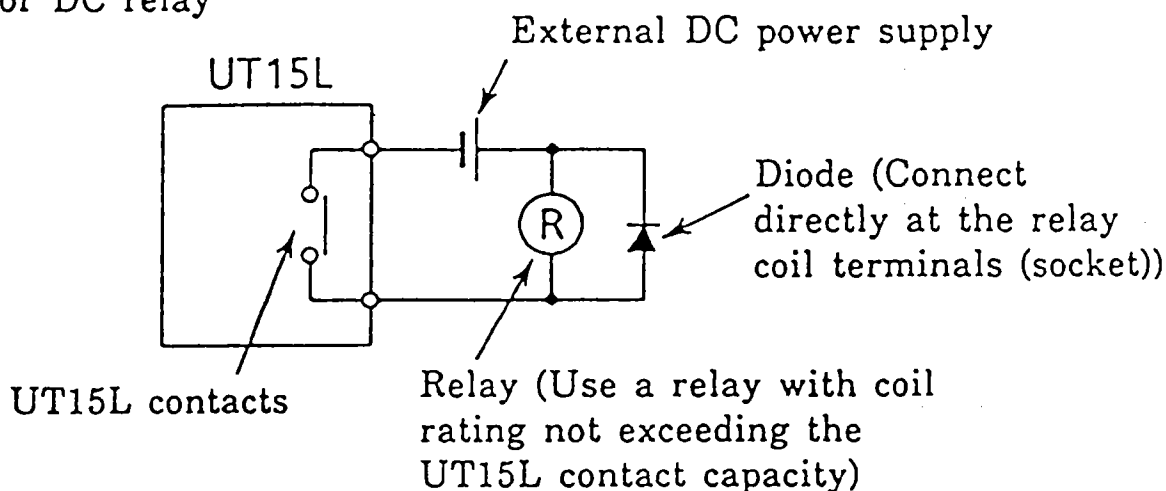 or DC relay
External DC power supply
UT15L
Diode (Connect
directly at the relay
coil terminals (socket))
R
UT15L contacts
Relay (Use a relay with coil
rating not exceeding the
UT15L contact capacity)